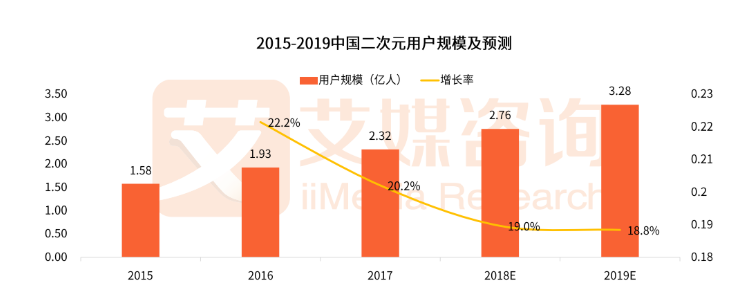 2015-2019中国二次元用户规模及预测
用户规模（亿人） 增长率
3.50 0.23
3.00 0.22
2.50 0.21
2.00 0.2
1.50 0.19
1.00 0.18
0.50
0.00
1.58 1.93 2.32 2.76 3.28
22.2% 20.2% 19.0% 18.8%
2015 2016 2017 2018E 2019E
艾 艾媒咨询
iiMedia Research